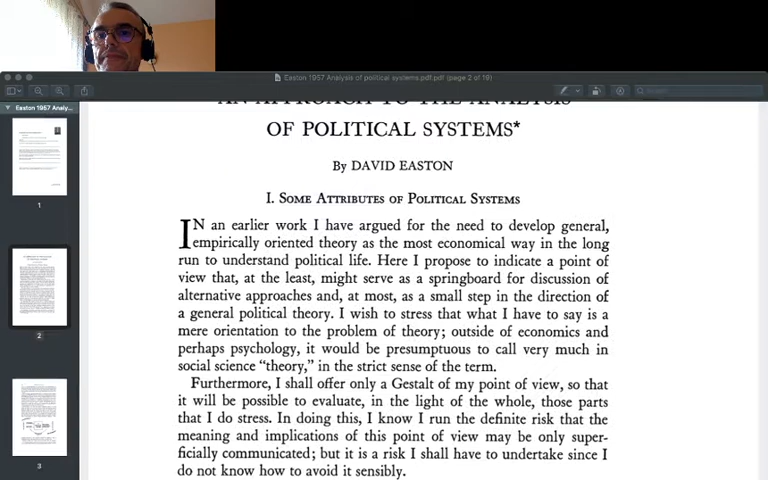 Easton 1957 Analysis of political systems.pdf.pdf (page 2 of 19)
Search
Easton 1957 Analy...
1
2
3
AN APPROACH TO THE ANALYSIS
OF POLITICAL SYSTEMS*
By DAVID EASTON
I. SOME ATTRIBUTES OF POLITICAL SYSTEMS
IN an earlier work I have argued for the need to develop general,
empirically oriented theory as the most economical way in the long
run to understand political life. Here I propose to indicate a point of
view that, at the least, might serve as a springboard for discussion of
alternative approaches and, at most, as a small step in the direction of
a general political theory. I wish to stress that what I have to say is a
mere orientation to the problem of theory; outside of economics and
perhaps psychology, it would be presumptuous to call very much in
social science “theory,” in the strict sense of the term.
Furthermore, I shall offer only a Gestalt of my point of view, so that
it will be possible to evaluate, in the light of the whole, those parts
that I do stress. In doing this, I know I run the definite risk that the
meaning and implications of this point of view may be only super-
ficially communicated; but it is a risk I shall have to undertake since I
do not know how to avoid it sensibly.